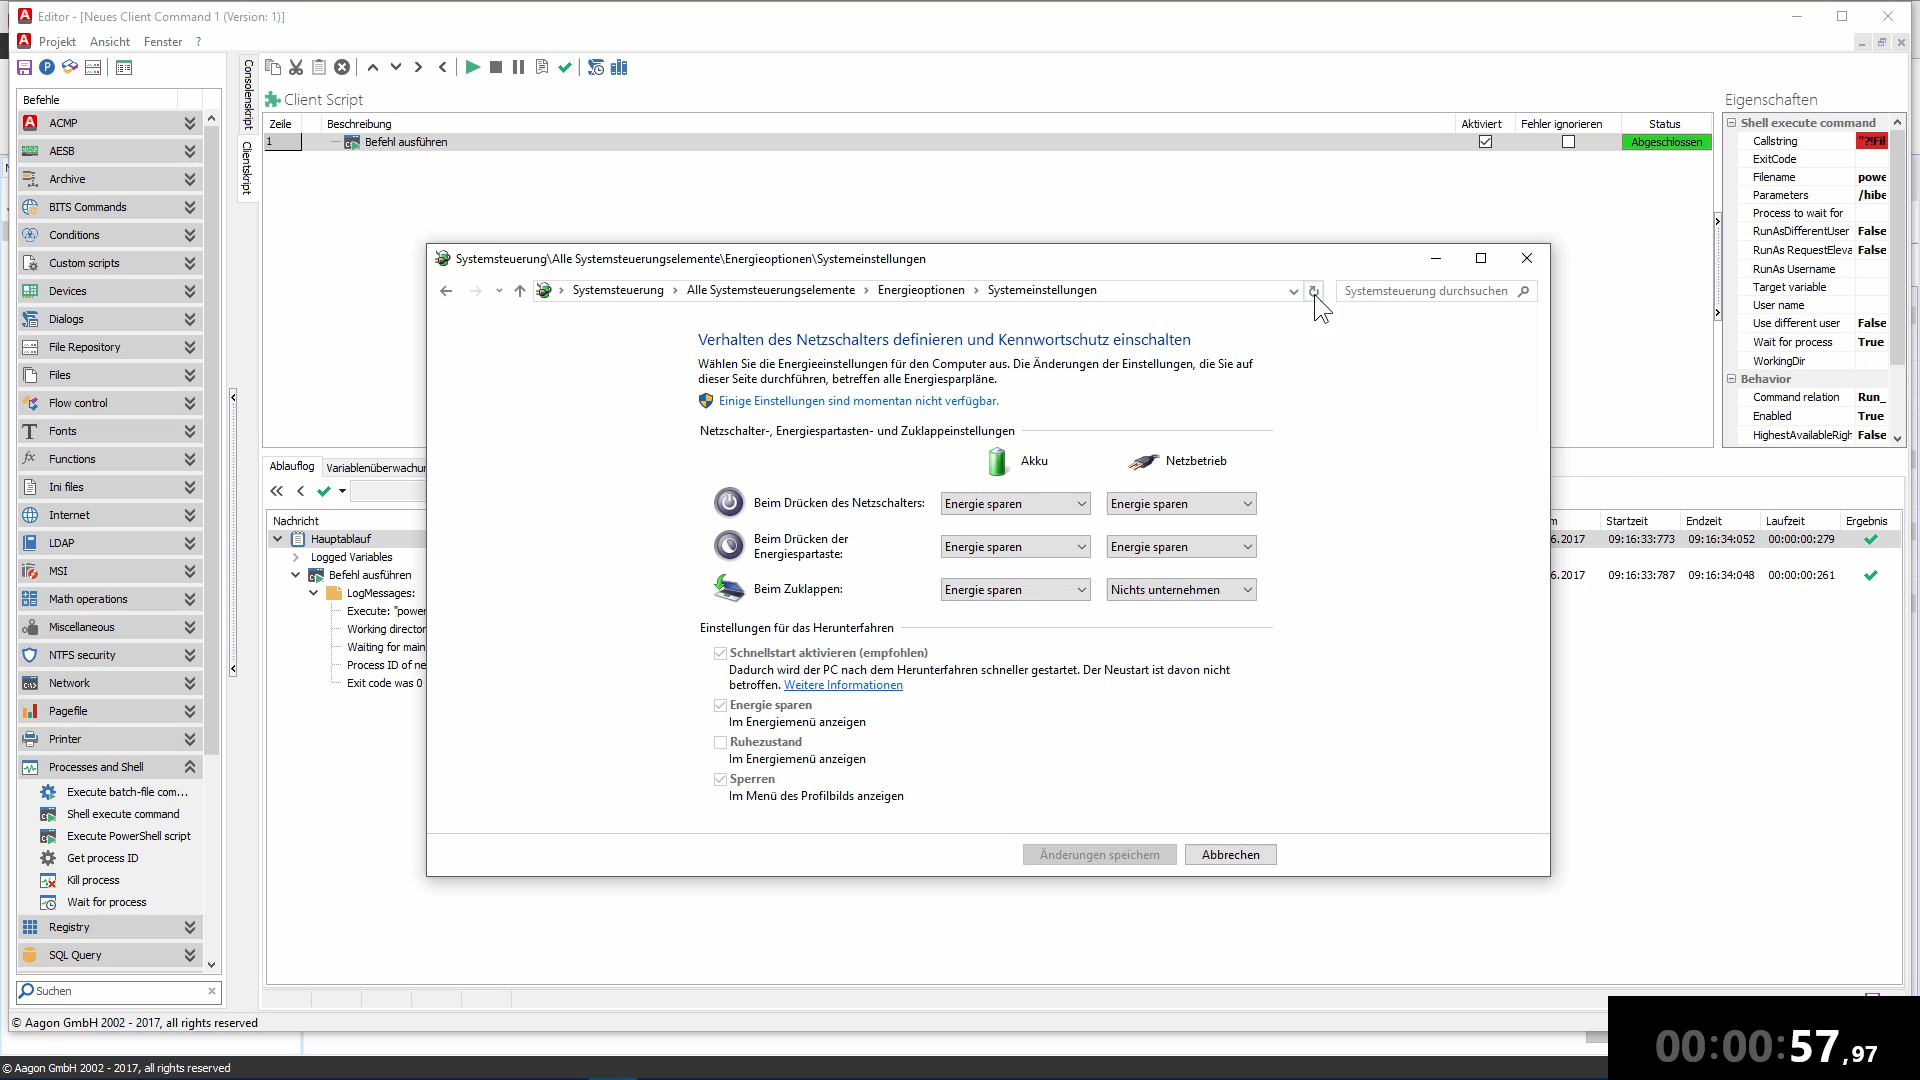 Editor - [Neues Client Command 1 (Version: 1)]
Projekt Ansicht Fenster ?
Befehle
ACMP
AESB
Archive
BITS Commands
Conditions
Custom scripts
Devices
Dialogs
File Repository
Files
Flow control
Fonts
Functions
Ini files
Internet
LDAP
MSI
Math operations
Miscellaneous
NTFS security
Network
Pagefile
Printer
Processes and Shell
Execute batch-file com...
Shell execute command
Execute PowerShell script
Get process ID
Kill process
Wait for process
Registry
SQL Query
Suchen
Consolenskript
Clientskript
Client Script
Zeile Beschreibung Aktiviert Fehler ignorieren Status
1 Befehl ausführen Abgeschlossen
Eigenschaften
Shell execute command
Callstring "?!Fil
ExitCode
Filename powe
Parameters /hibe
Process to wait for
RunAsDifferentUser False
RunAs RequestEleva False
RunAs Username
Target variable
User name
Use different user False
Wait for process True
WorkingDir
Behavior
Command relation Run_
Enabled True
HighestAvailableRigh False
Systemsteuerung\Alle Systemsteuerungselemente\Energieoptionen\Systemeinstellungen
Systemsteuerung > Alle Systemsteuerungselemente > Energieoptionen > Systemeinstellungen
Systemsteuerung durchsuchen
Verhalten des Netzschalters definieren und Kennwortschutz einschalten
Wählen Sie die Energieeinstellungen für den Computer aus. Die Änderungen der Einstellungen, die Sie auf
dieser Seite durchführen, betreffen alle Energiesparpläne.
Einige Einstellungen sind momentan nicht verfügbar.
Netzschalter-, Energiespartasten- und Zuklappeinstellungen
Akku Netzbetrieb
Beim Drücken des Netzschalters: Energie sparen Energie sparen
Beim Drücken der
Energiespartaste: Energie sparen Energie sparen
Beim Zuklappen: Energie sparen Nichts unternehmen
Einstellungen für das Herunterfahren
Schnellstart aktivieren (empfohlen)
Dadurch wird der PC nach dem Herunterfahren schneller gestartet. Der Neustart ist davon nicht
betroffen. Weitere Informationen
Energie sparen
Im Energiemenü anzeigen
Ruhezustand
Im Energiemenü anzeigen
Sperren
Im Menü des Profilbilds anzeigen
Änderungen speichern Abbrechen
Ablauflog Variablenüberwachu
Nachricht
Hauptablauf
Logged Variables
Befehl ausführen
LogMessages:
Execute: "power
Working director
Waiting for main
Process ID of ne
Exit code was 0
m Startzeit Endzeit Laufzeit Ergebnis
6.2017 09:16:33:773 09:16:34:052 00:00:00:279
6.2017 09:16:33:787 09:16:34:048 00:00:00:261
© Aagon GmbH 2002 - 2017, all rights reserved
© Aagon GmbH 2002 - 2017, all rights reserved
00:00:57,97